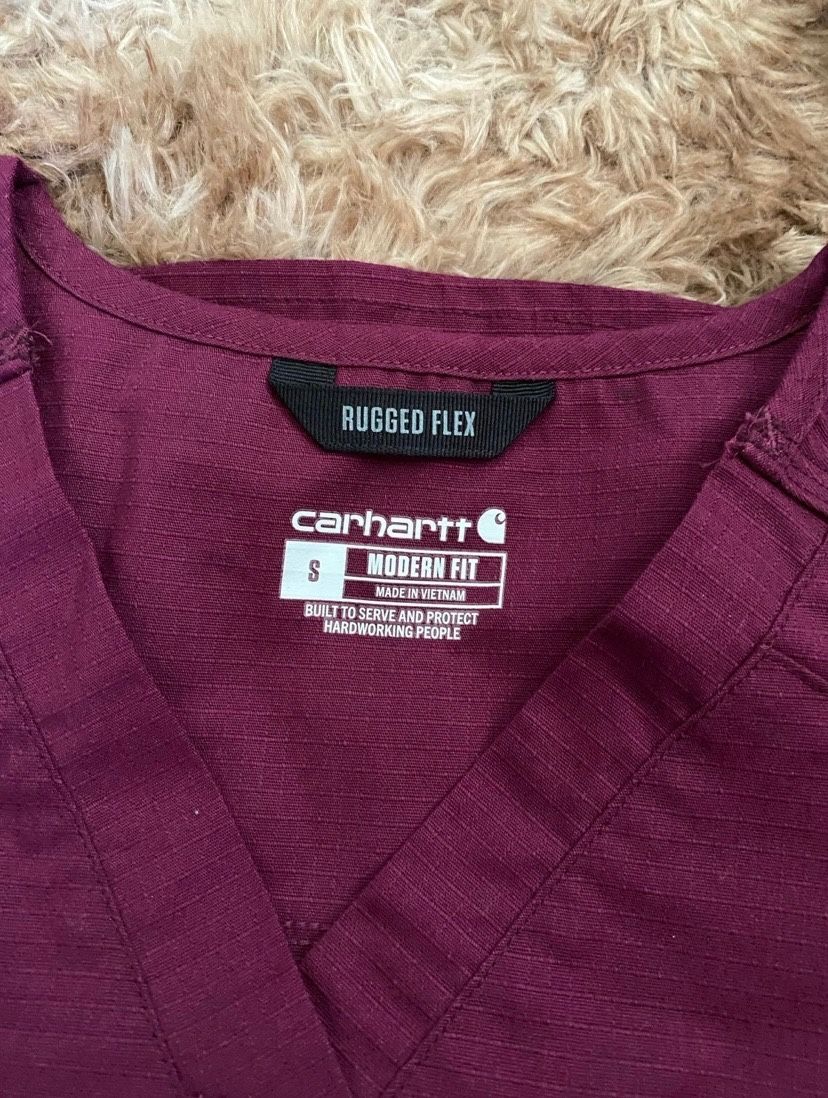 RUGGED FLEX
carhartt
S
MODERN FIT
MADE IN VIETNAM
BUILT TO SERVE AND PROTECT
HARDWORKING PEOPLE